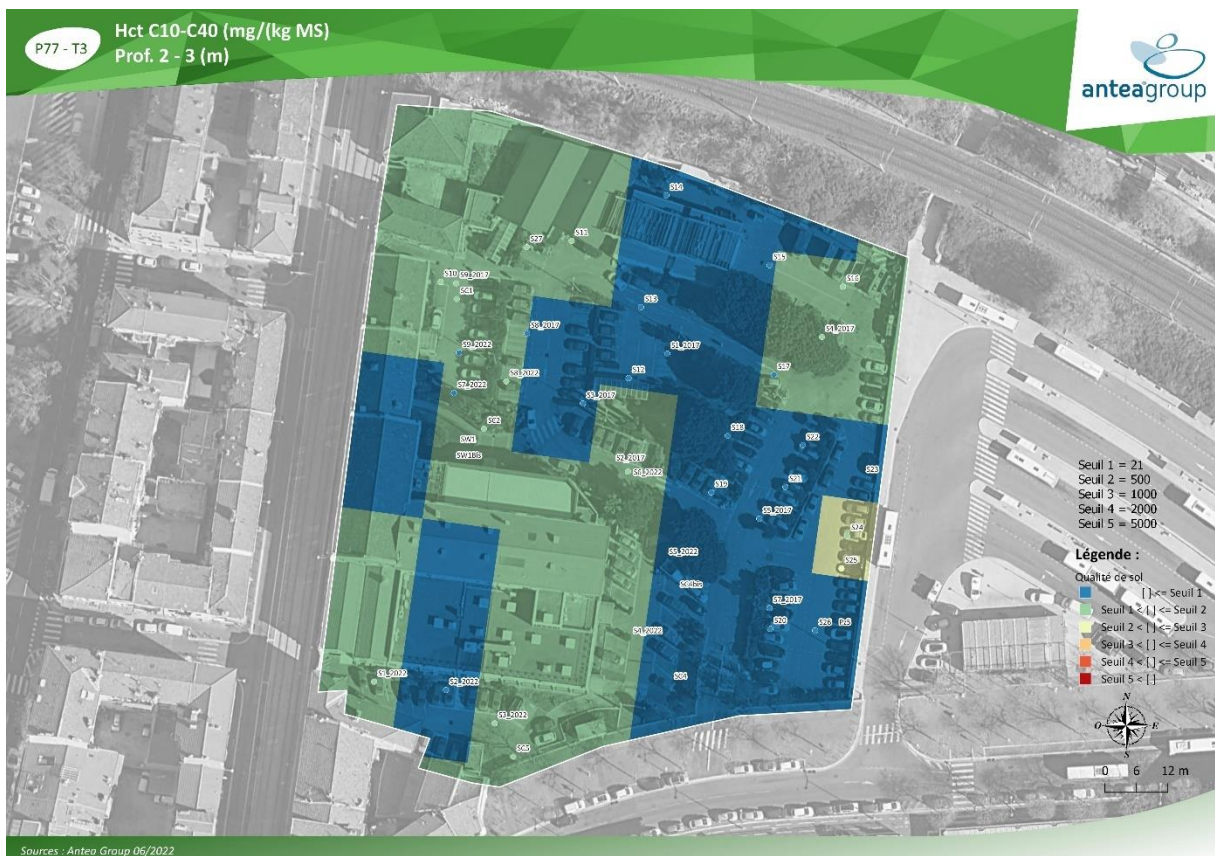 P77 - T3
Hct C10-C40 (mg/(kg MS)
Prof. 2 - 3 (m)
anteagroup
S14
S27
S11
S15
S10
S9_2017
S16
SC1
S13
S8_2017
S4_2017
S9_2022
S1_2017
S12
S17
S8_2022
S7_2022
S3_2017
SC2
S18
SW1
S22
SW1Bis
S2_2017
S6_2022
S23
S21
S19
S5_2017
S24
S5_2022
S25
SC4bis
S7_2017
S20
S26
S4_2022
SC4
S1_2022
S2_2022
S3_2022
SC5
Seuil 1 = 21
Seuil 2 = 500
Seuil 3 = 1000
Seuil 4 = 2000
Seuil 5 = 5000
Légende :
Qualité de sol
[ ] <= Seuil 1
Seuil 1 < [ ] <= Seuil 2
Seuil 2 < [ ] <= Seuil 3
Seuil 3 < [ ] <= Seuil 4
Seuil 4 < [ ] <= Seuil 5
Seuil 5 < [ ]
N
O E
S
0 6 12 m
Sources : Antea Group 06/2022